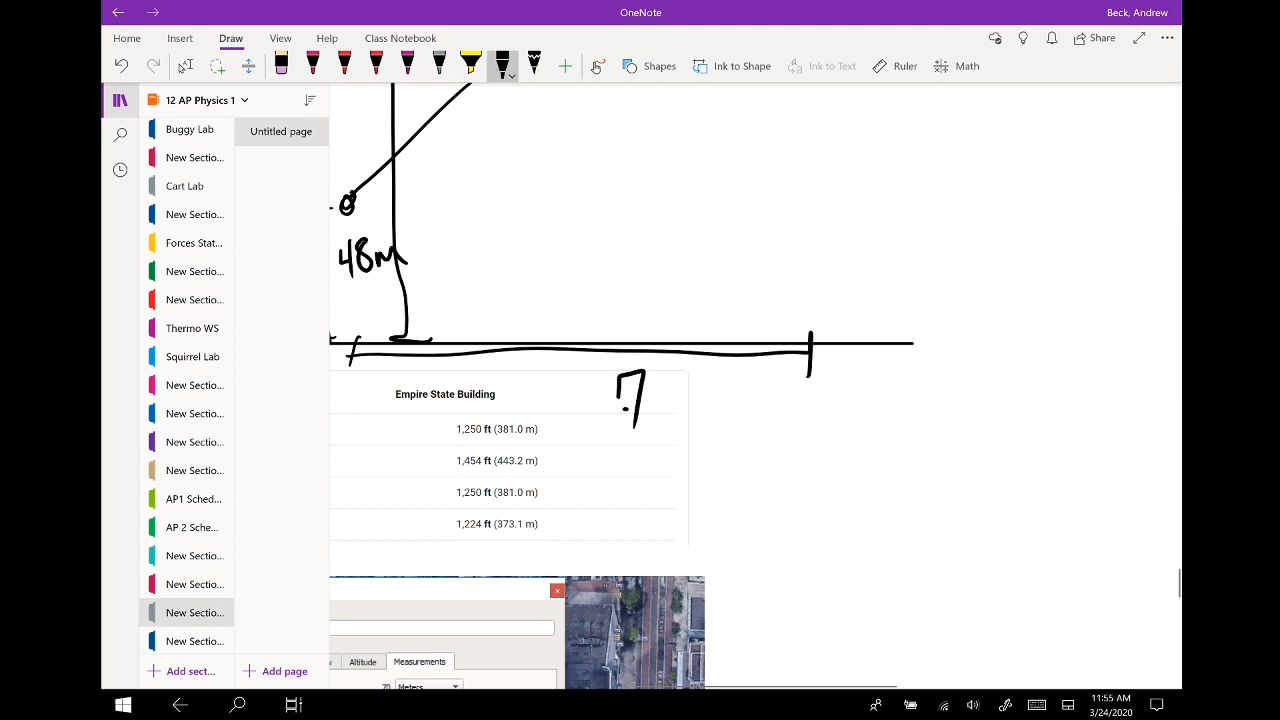 OneNote
Beck, Andrew
Home
Insert
Draw
View
Help
Class Notebook
Share
Shapes
Ink to Shape
Ink to Text
Ruler
Math
12 AP Physics 1
Untitled page
Buggy Lab
New Section...
Cart Lab
New Sectio...
Forces Stat...
New Sectio...
New Sectio...
Thermo WS
Squirrel Lab
New Sectio...
New Sectio...
New Sectio...
New Sectio...
AP1 Sched...
AP 2 Sche...
New Sectio...
New Sectio...
New Sectio...
New Sectio...
Add sect...
Add page
48m
?
Empire State Building
1,250 ft (381.0 m)
1,454 ft (443.2 m)
1,250 ft (381.0 m)
1,224 ft (373.1 m)
Altitude
Measurements
70
Meters
11:55 AM
3/24/2020